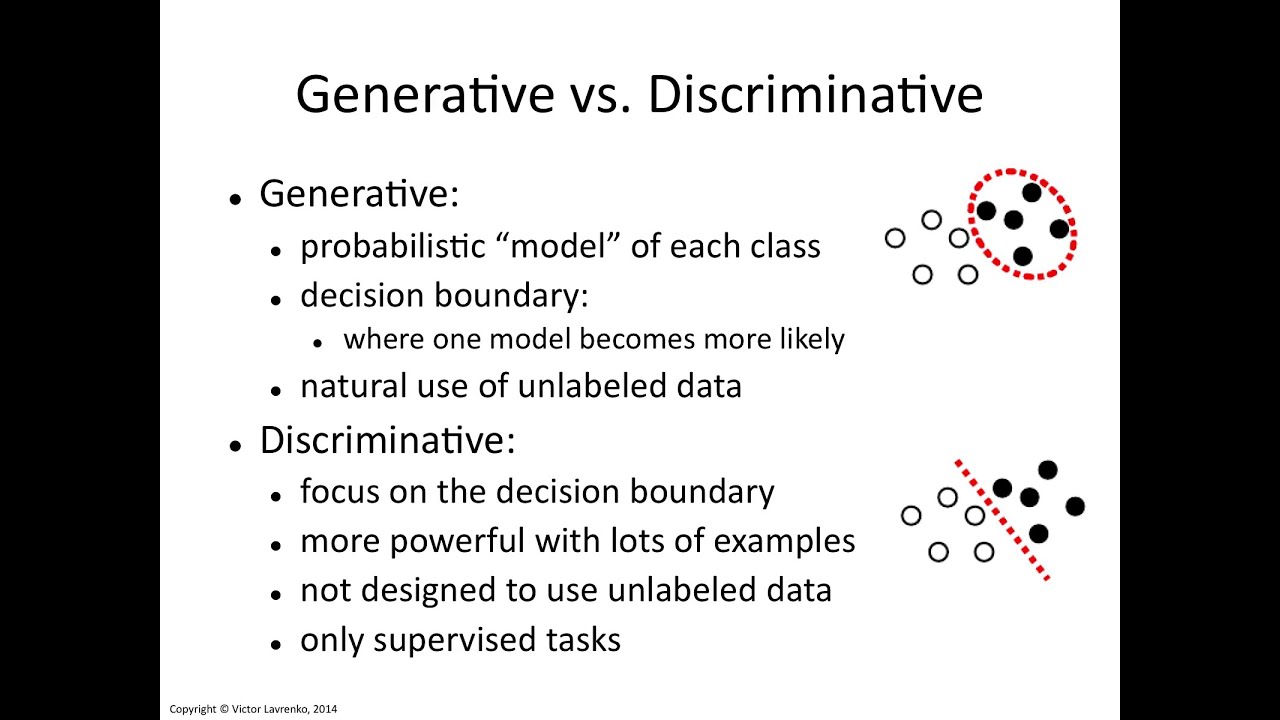 Generative vs. Discriminative
• Generative:
• probabilistic “model” of each class
• decision boundary:
• where one model becomes more likely
• natural use of unlabeled data
• Discriminative:
• focus on the decision boundary
• more powerful with lots of examples
• not designed to use unlabeled data
• only supervised tasks
Copyright © Victor Lavrenko, 2014